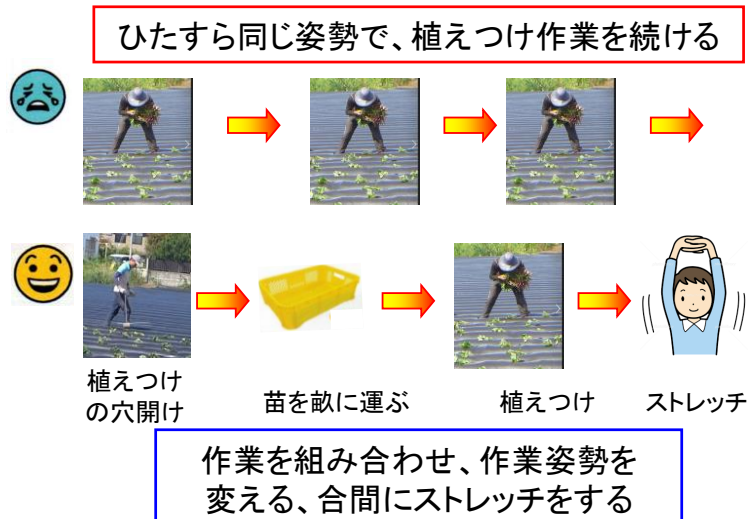 ひたすら同じ姿勢で、植えつけ作業を続ける
植えつけ
の穴開け
苗を畝に運ぶ
植えつけ
ストレッチ
作業を組み合わせ、作業姿勢を
変える、合間にストレッチをする